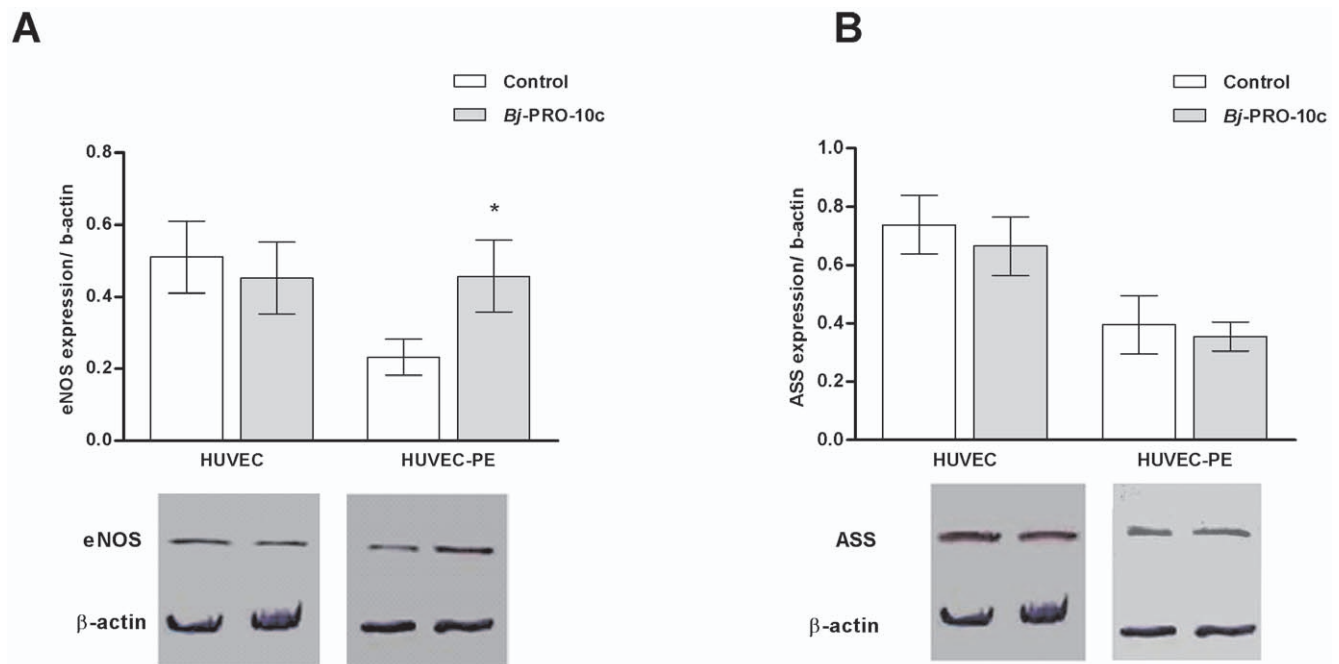 A
Control
Bj-PRO-10c
0.8
0.6
0.4
0.2
0.0
eNOS expression/ b-actin
*
HUVEC
HUVEC-PE
eNOS
β-actin
B
Control
Bj-PRO-10c
1.0
0.8
0.6
0.4
0.2
0.0
ASS expression/ b-actin
HUVEC
HUVEC-PE
ASS
β-actin